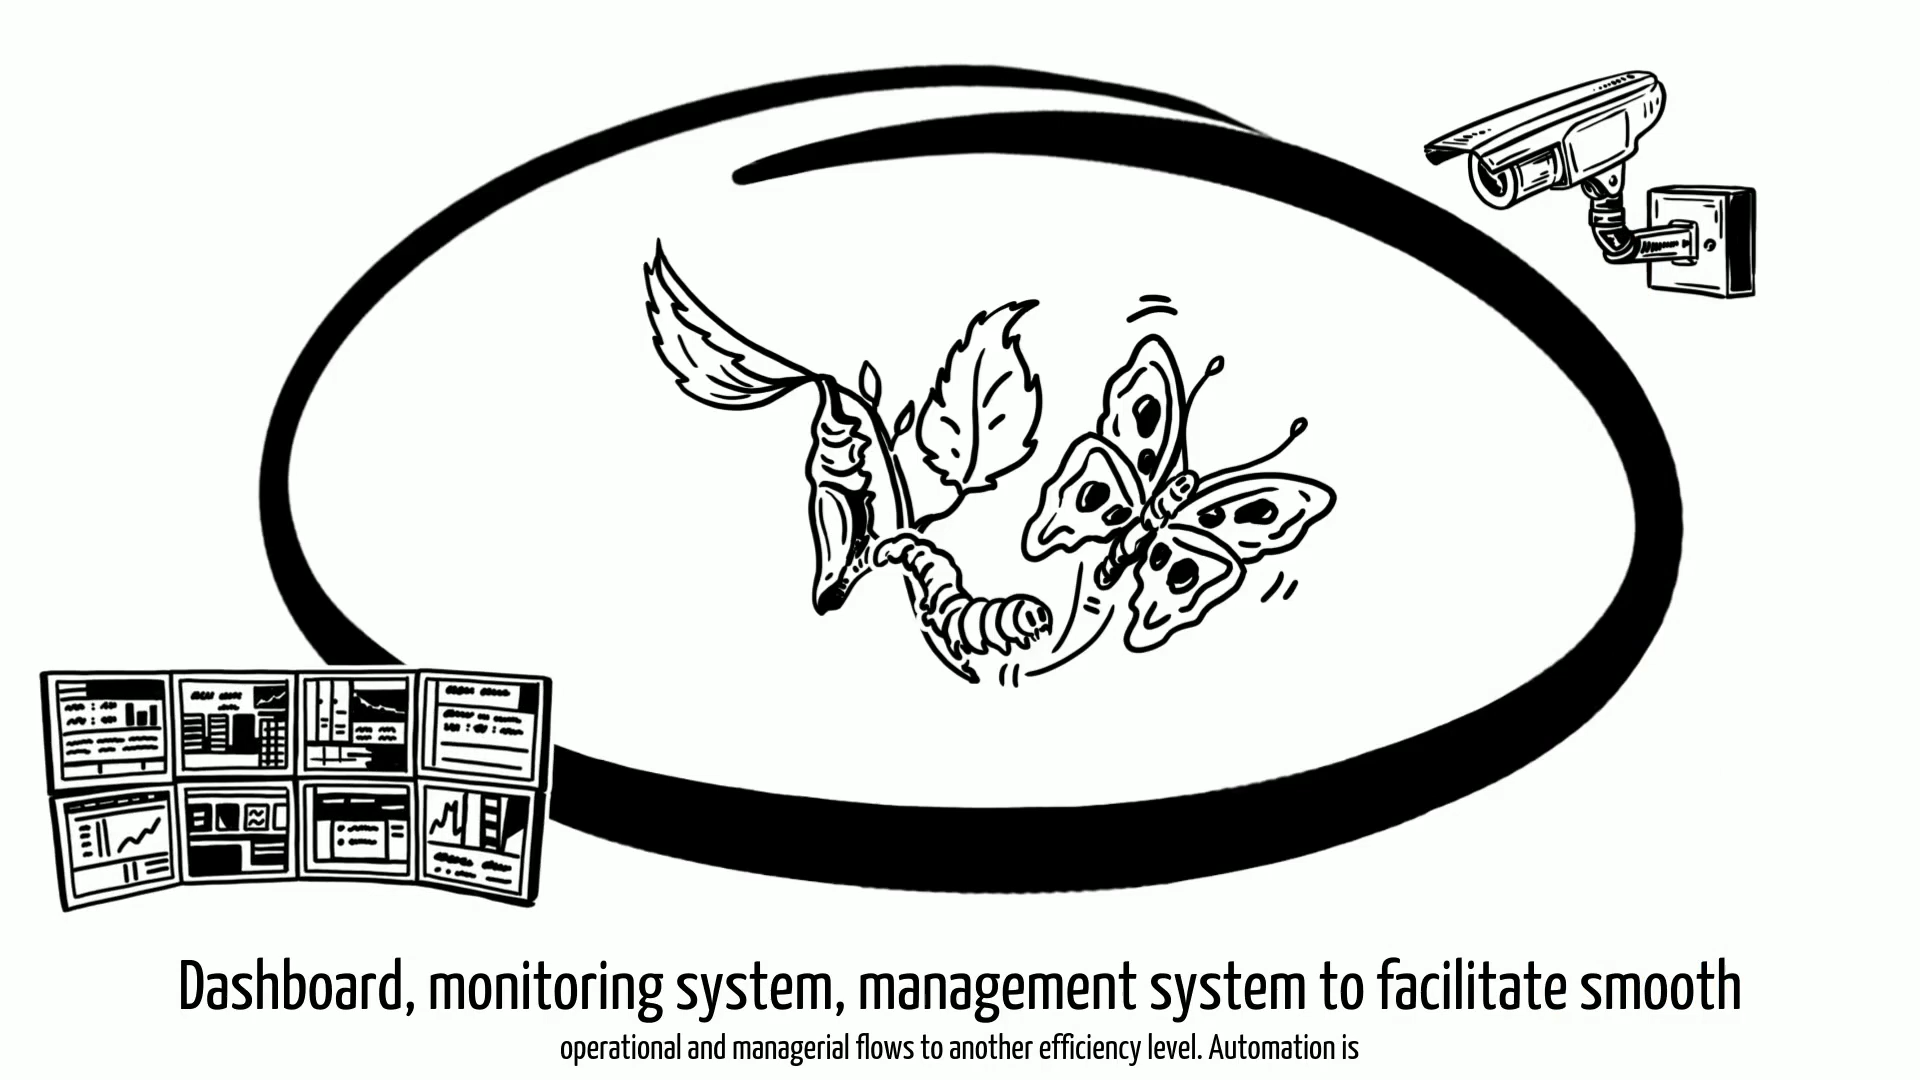 Dashboard, monitoring system, management system to facilitate smooth
operational and managerial flows to another efficiency level. Automation is